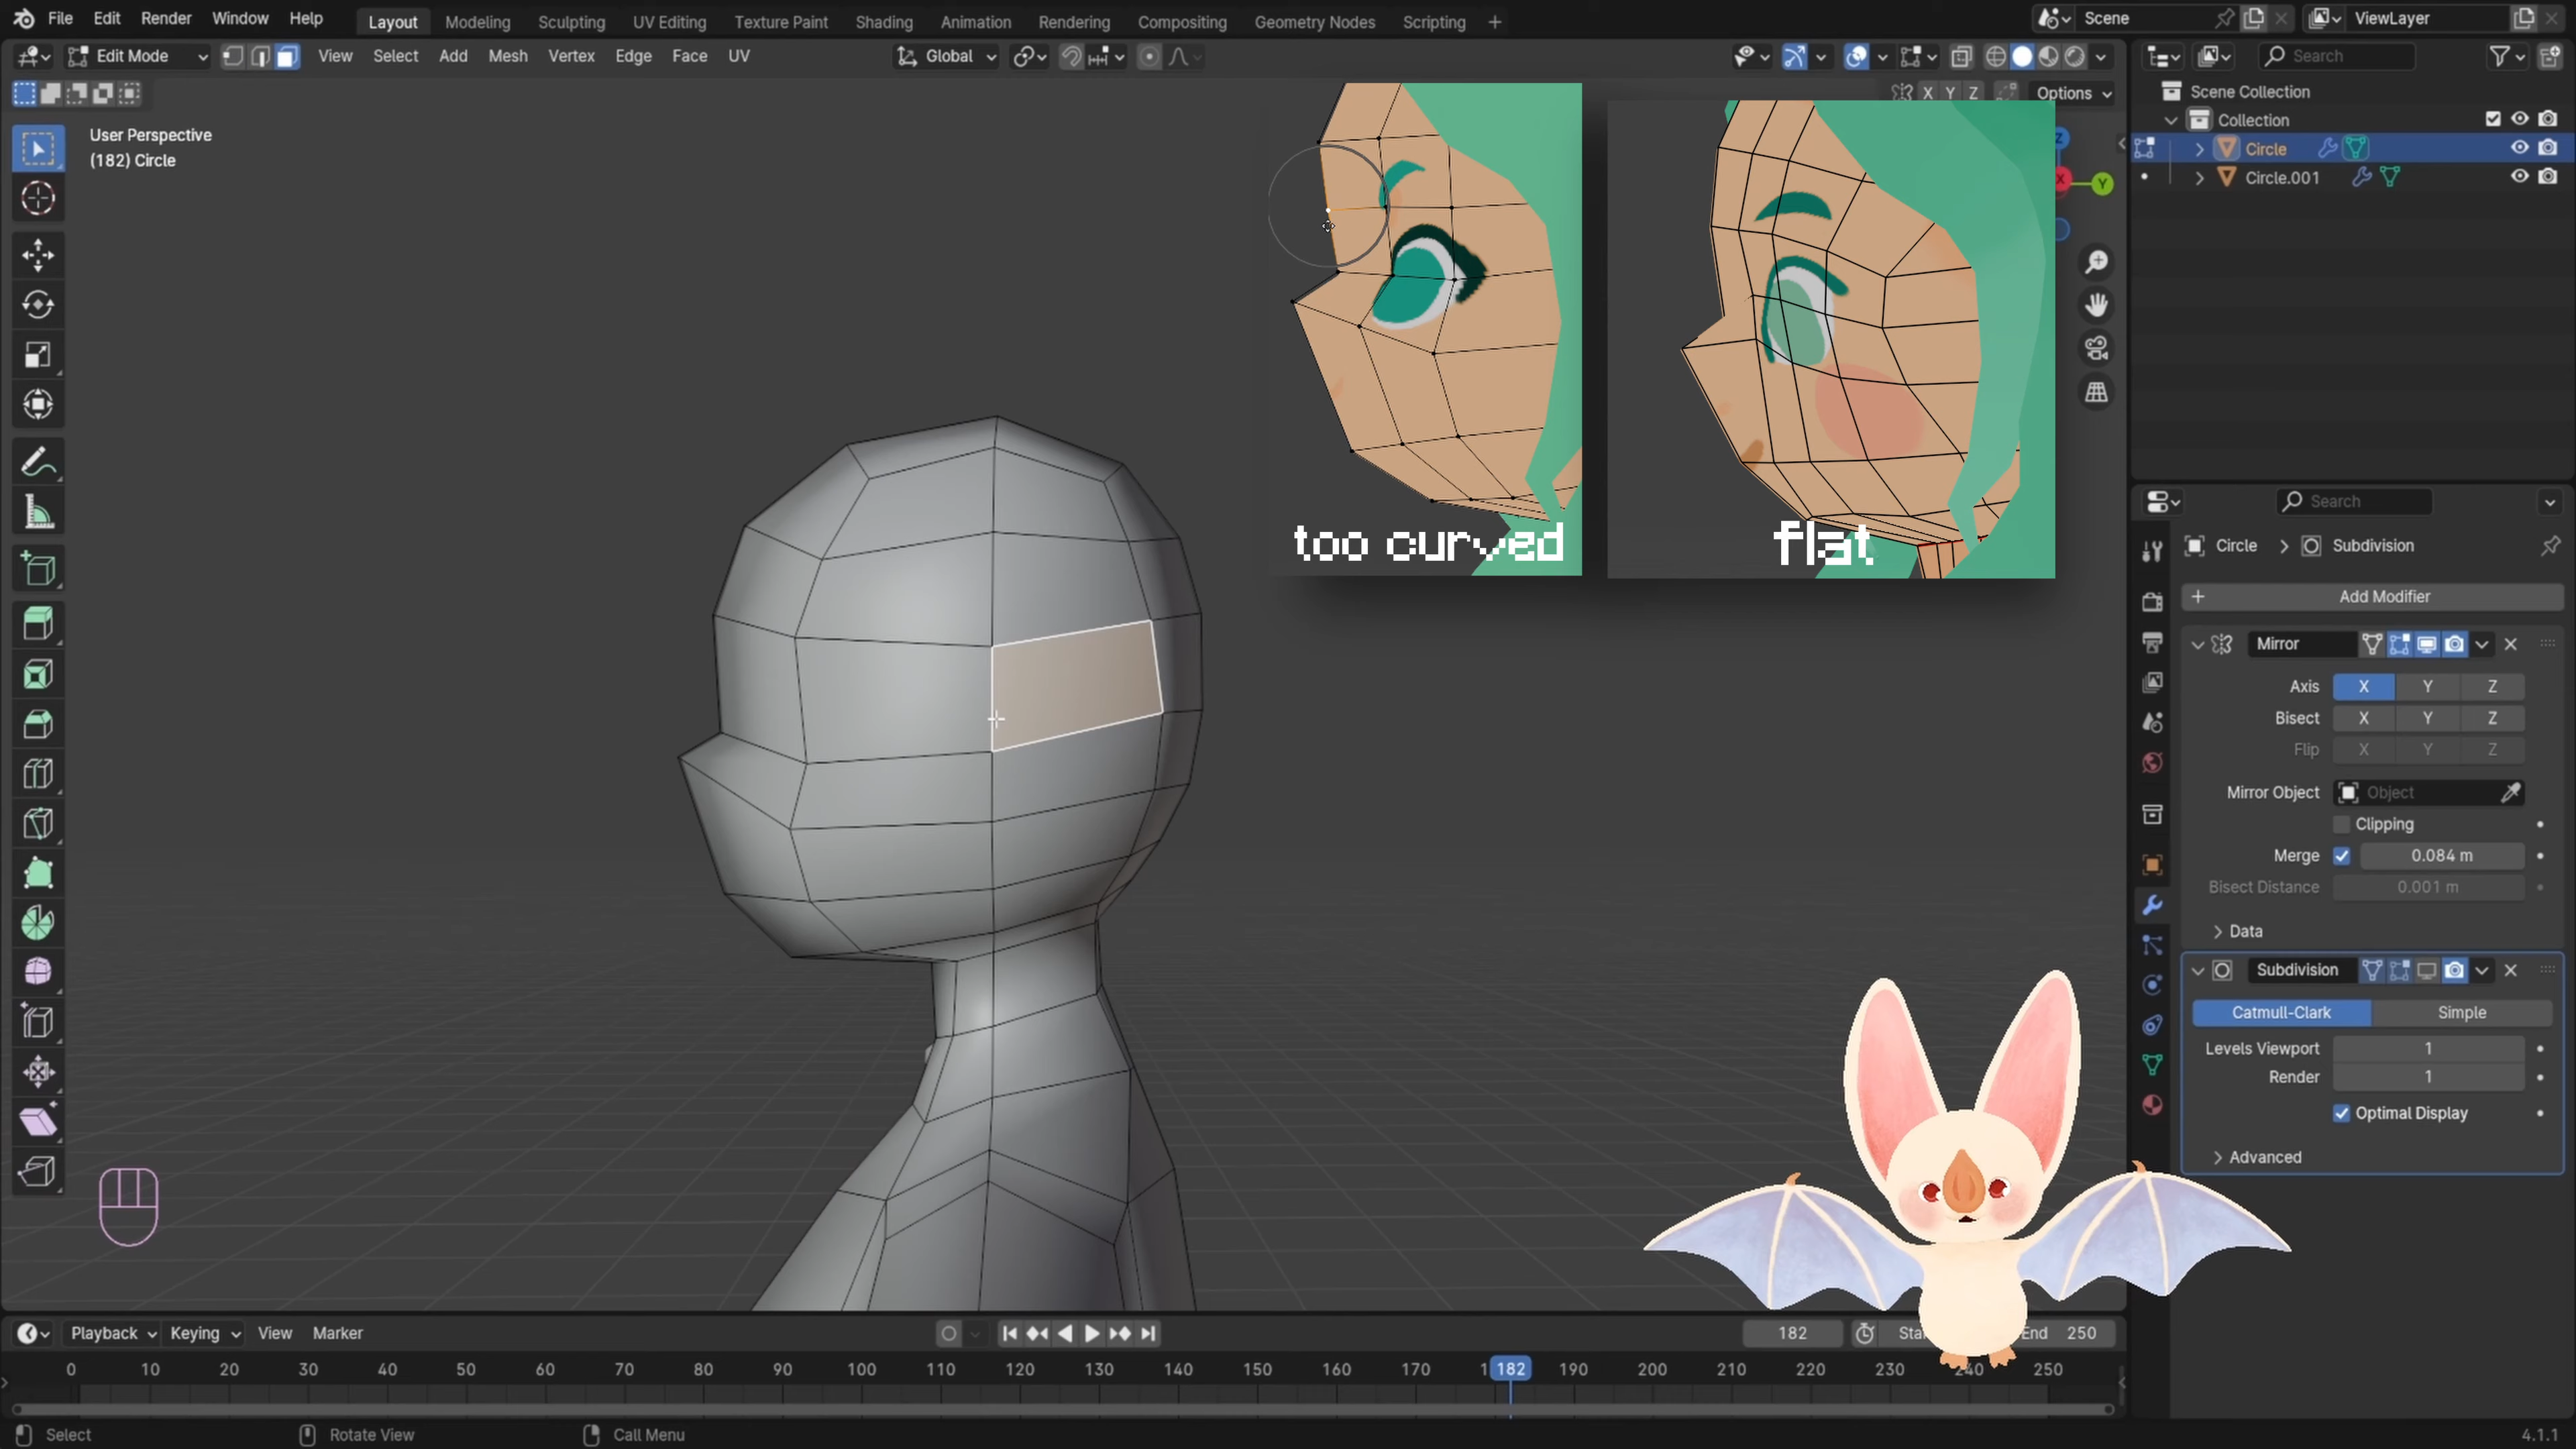 File Edit Render Window Help Layout Modeling Sculpting UV Editing Texture Paint Shading Animation Rendering Compositing Geometry Nodes Scripting + Scene ViewLayer
Edit Mode View Select Add Mesh Vertex Edge Face UV Global Search
X Y Z Options
Scene Collection
Collection
Circle
Circle.001
User Perspective
(182) Circle
Z
X
Y
too curved
flat
Search
Circle > Subdivision
+ Add Modifier
Mirror
Axis X Y Z
Bisect X Y Z
Flip X Y Z
Mirror Object Object
Clipping
Merge 0.084 m
Bisect Distance 0.001 m
Data
Subdivision
Catmull-Clark Simple
Levels Viewport 1
Render 1
Optimal Display
Advanced
Playback Keying View Marker 182 End 250
0 10 20 30 40 50 60 70 80 90 100 110 120 130 140 150 160 170 182 190 200 210 220 230 240 250
Select Rotate View Call Menu 4.1.1